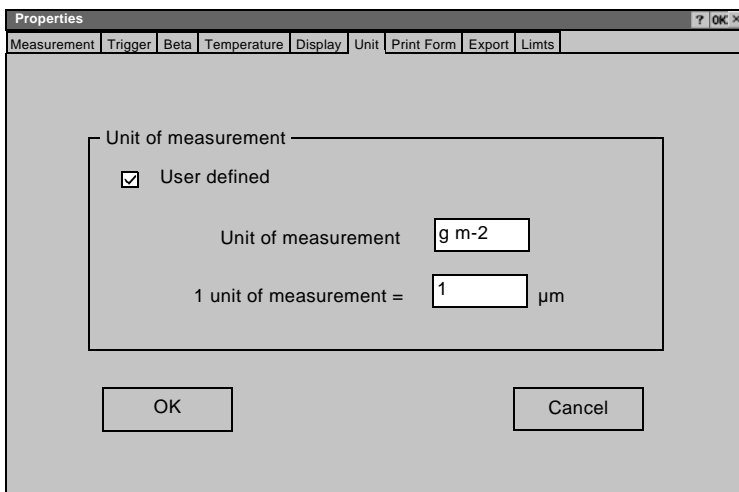 Properties ? OK ×
Measurement Trigger Beta Temperature Display Unit Print Form Export Limts
Unit of measurement
User defined
Unit of measurement g m-2
1 unit of measurement = 1 µm
OK Cancel